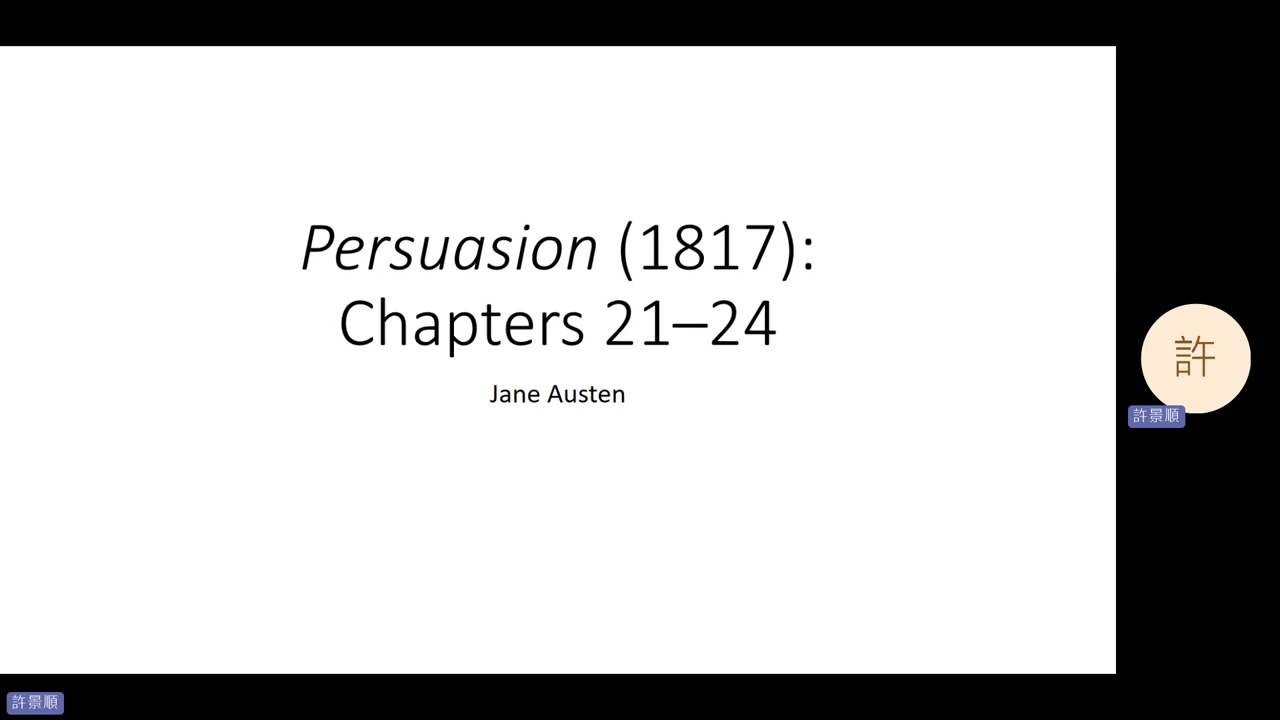 Persuasion (1817):
Chapters 21–24
Jane Austen
許
許景順
許景順